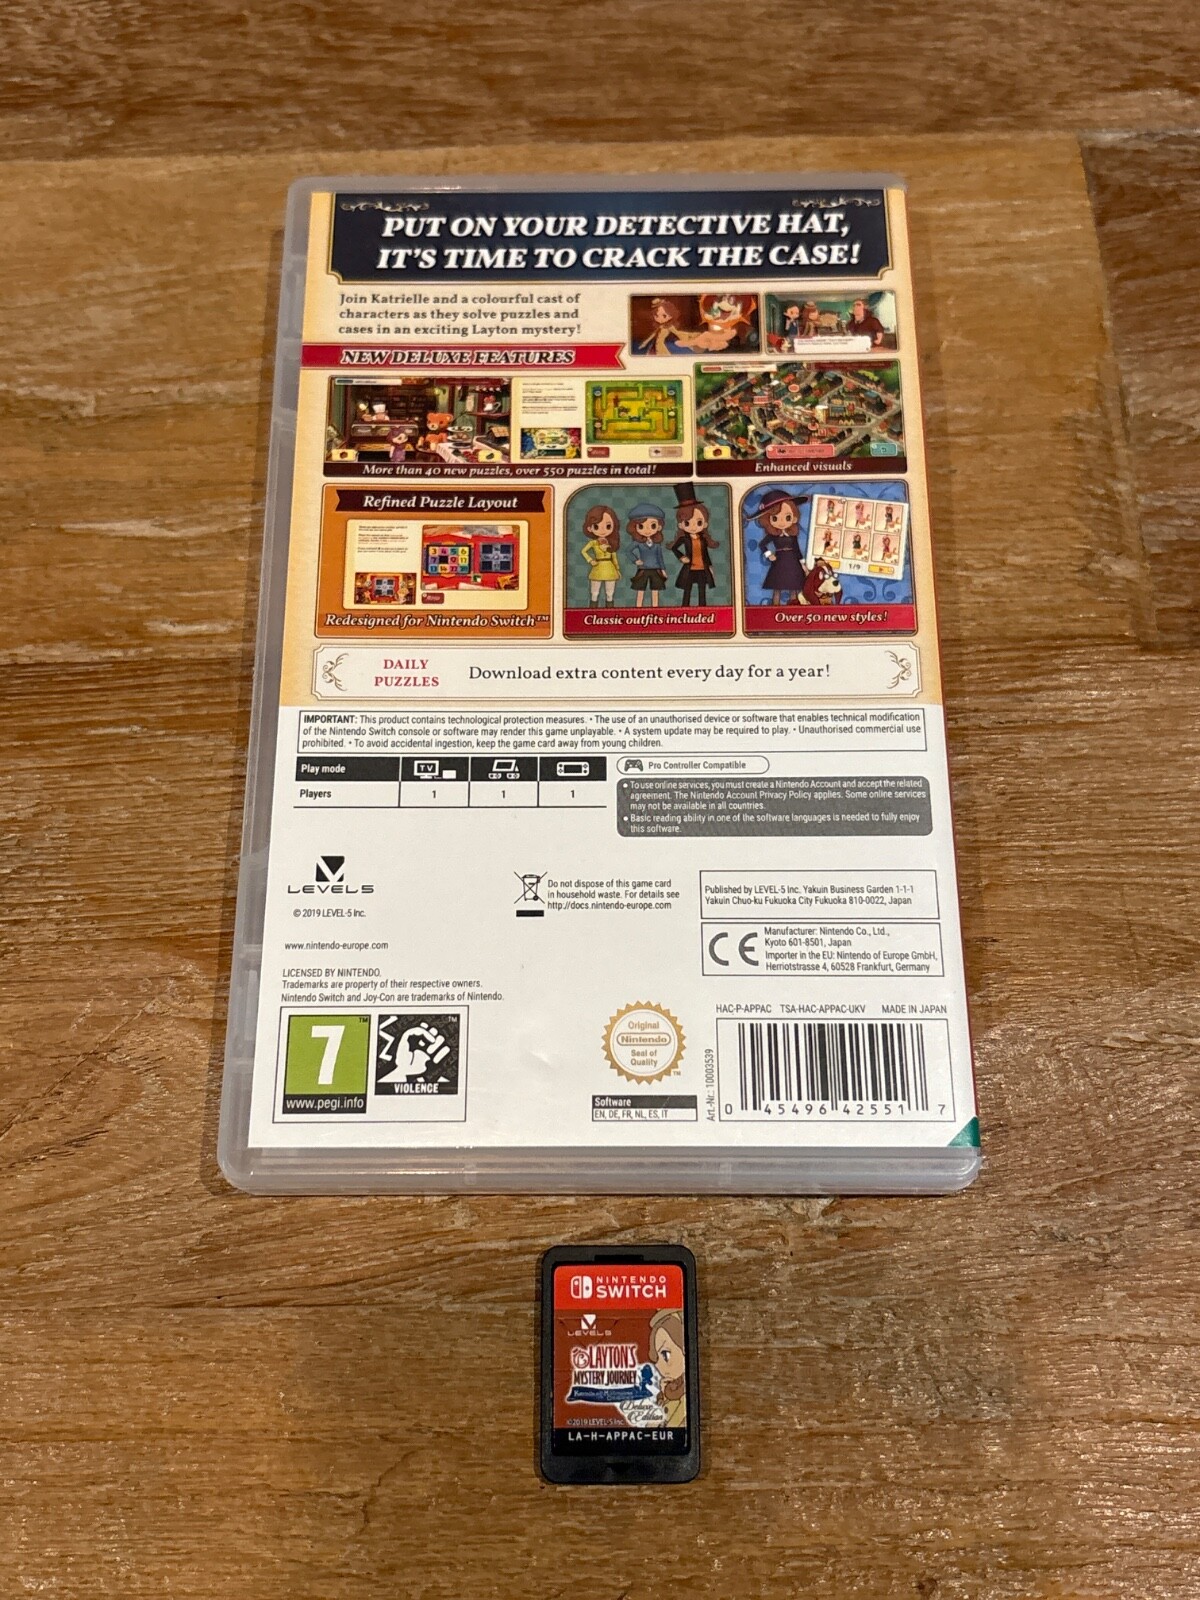 PUT ON YOUR DETECTIVE HAT,
IT'S TIME TO CRACK THE CASE!
Join Katrielle and a colourful cast of
characters as they solve puzzles and
cases in an exciting Layton mystery!
NEW DELUXE FEATURES
More than 40 new puzzles, over 550 puzzles in total!
Enhanced visuals
Refined Puzzle Layout
Redesigned for Nintendo Switch™
Classic outfits included
1/9
Over 50 new styles!
DAILY
PUZZLES
Download extra content every day for a year!
IMPORTANT: This product contains technological protection measures. • The use of an unauthorised device or software that enables technical modification
of the Nintendo Switch console or software may render this game unplayable. • A system update may be required to play. • Unauthorised commercial use
prohibited. • To avoid accidental ingestion, keep the game card away from young children.
Play mode
TV
Players 1 1 1
Pro Controller Compatible
• To use online services, you must create a Nintendo Account and accept the related
agreement. The Nintendo Account Privacy Policy applies. Some online services
may not be available in all countries.
• Basic reading ability in one of the software languages is needed to fully enjoy
this software.
LEVEL5
© 2019 LEVEL-5 Inc.
Do not dispose of this game card
in household waste. For details see
http://docs.nintendo-europe.com
Published by LEVEL-5 Inc. Yakuin Business Garden 1-1-1
Yakuin Chuo-ku Fukuoka City Fukuoka 810-0022, Japan
CE
Manufacturer: Nintendo Co., Ltd.,
Kyoto 601-8501, Japan
Importer in the EU: Nintendo of Europe GmbH,
Herriotstrasse 4, 60528 Frankfurt, Germany
www.nintendo-europe.com
LICENSED BY NINTENDO.
Trademarks are property of their respective owners.
Nintendo Switch and Joy-Con are trademarks of Nintendo.
HAC-P-APPAC TSA-HAC-APPAC-UKV MADE IN JAPAN
7
™
www.pegi.info
™
VIOLENCE
Original
Nintendo
Seal of
Quality
™
Software
EN, DE, FR, NL, ES, IT
Art.-Nr.: 10003539
0 45496 42551 7
NINTENDO
SWITCH
LEVEL5
LAYTON'S
MYSTERY JOURNEY
Deluxe
Edition
©2019 LEVEL-5 Inc.
LA-H-APPAC-EUR